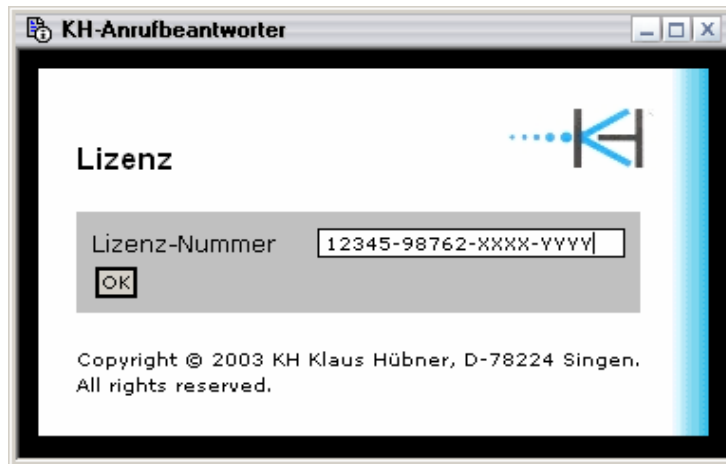 KH-Anrufbeantworter
KH
Lizenz
Lizenz-Nummer 12345-98762-XXXX-YYYY
OK
Copyright © 2003 KH Klaus Hübner, D-78224 Singen.
All rights reserved.